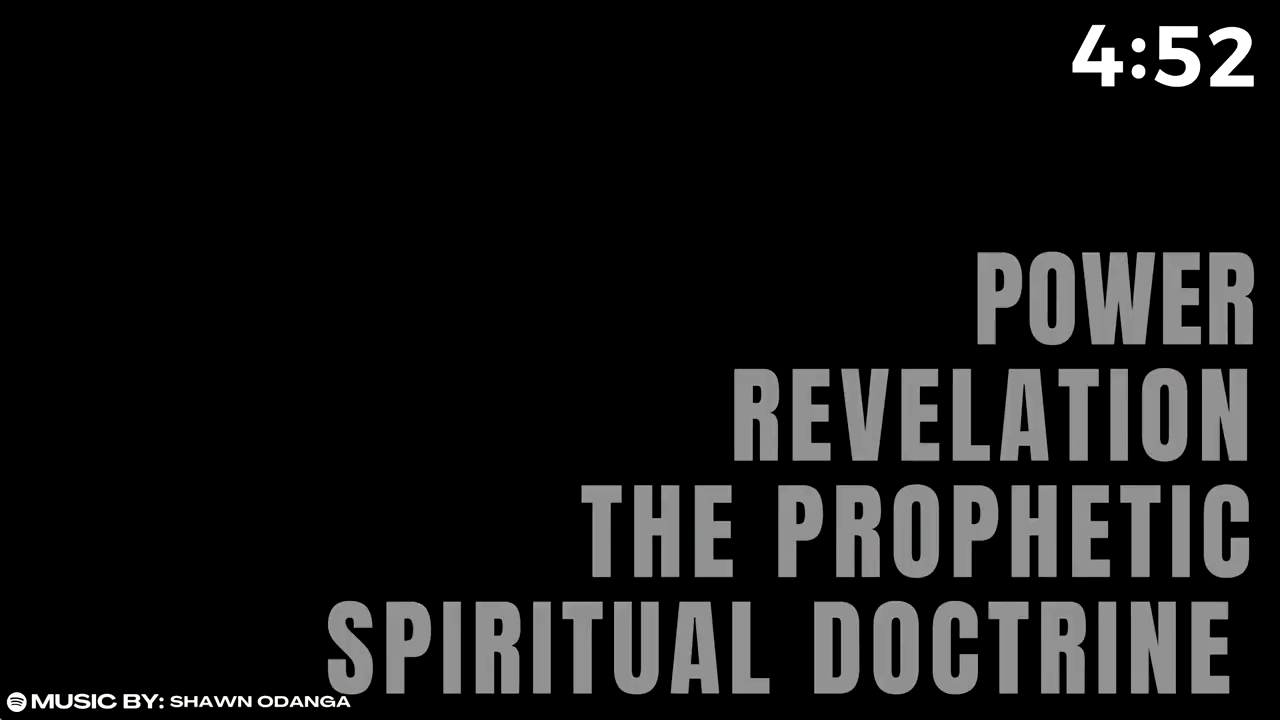 4:52
POWER
REVELATION
THE PROPHETIC
SPIRITUAL DOCTRINE
MUSIC BY: SHAWN ODANGA